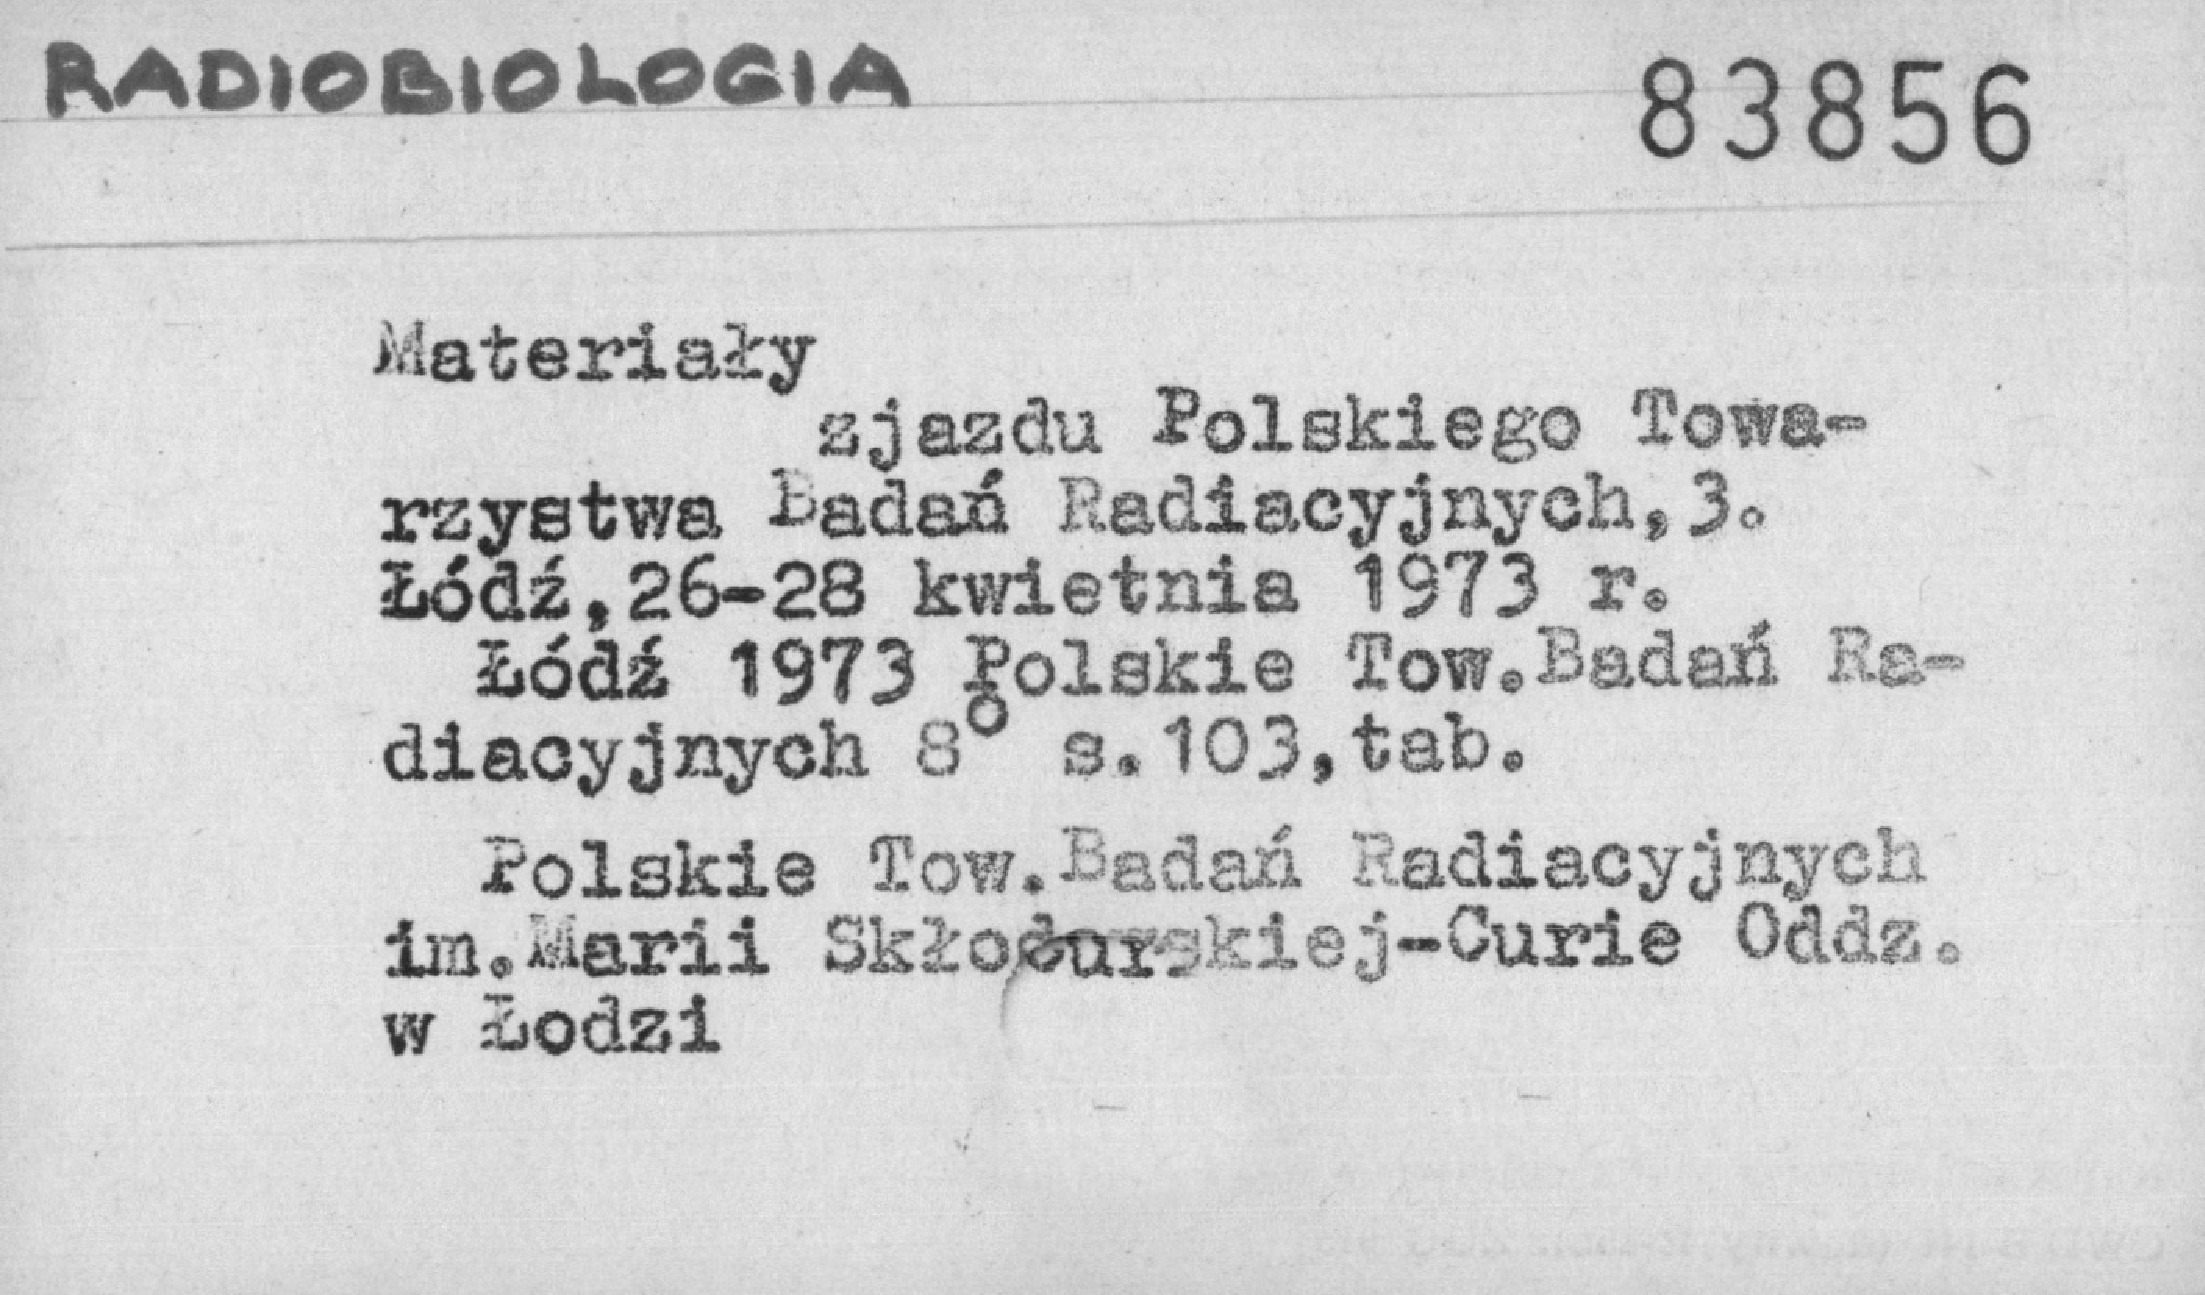 RADIOBIOLOGIA
83856
Materiały
zjazdu Polskiego Towa-
rzystwa Badań Radiacyjnych,3.
Łódź,26-28 kwietnia 1973 r.
Łódź 1973 Polskie Tow.Badań Ra-
diacyjnych 8° s.103,tab.
Polskie Tow.Badań Radiacyjnych
im.Marii Skłodowskiej-Curie Oddz.
w Łodzi